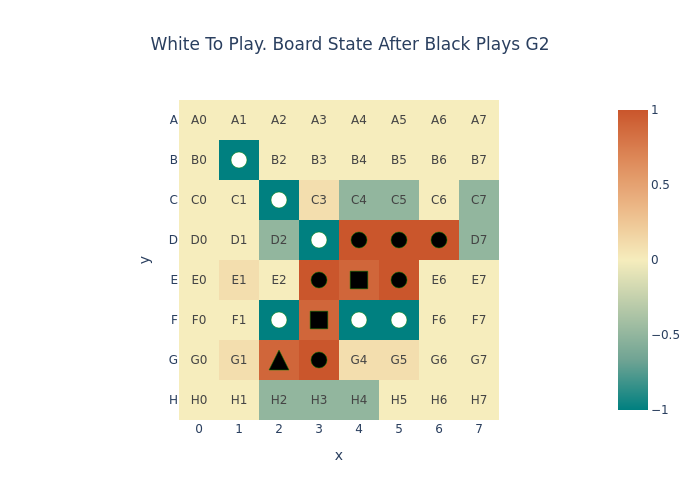 White To Play. Board State After Black Plays G2
A A0 A1 A2 A3 A4 A5 A6 A7
B B0 B2 B3 B4 B5 B6 B7
C C0 C1 C3 C4 C5 C6 C7
D D0 D1 D2 D7
E E0 E1 E2 E6 E7
F F0 F1 F6 F7
G G0 G1 G4 G5 G6 G7
H H0 H1 H2 H3 H4 H5 H6 H7
0 1 2 3 4 5 6 7
x
y
1
0.5
0
−0.5
−1